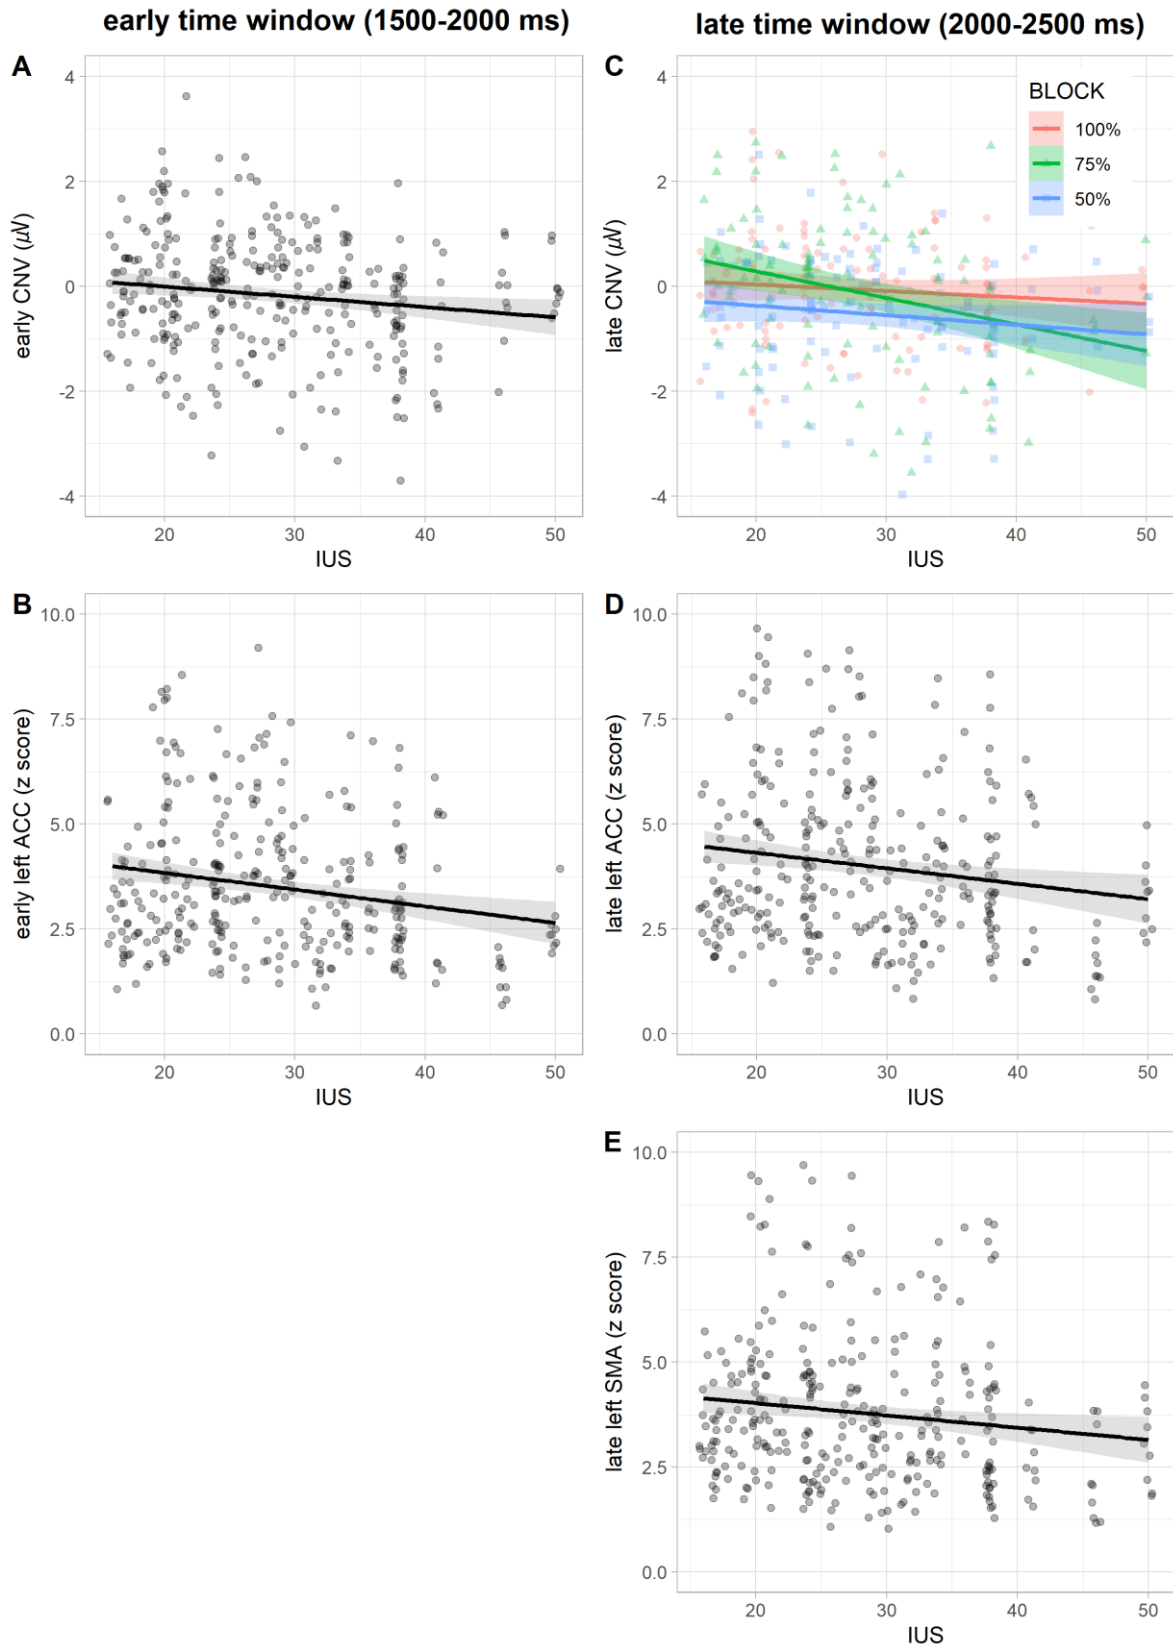 early time window (1500-2000 ms)
late time window (2000-2500 ms)
A
4
2
0
-2
-4
early CNV (µV)
20
30
40
50
IUS
C
4
2
0
-2
-4
late CNV (µV)
BLOCK
100%
75%
50%
20
30
40
50
IUS
B
10.0
7.5
5.0
2.5
0.0
early left ACC (z score)
20
30
40
50
IUS
D
10.0
7.5
5.0
2.5
0.0
late left ACC (z score)
20
30
40
50
IUS
E
10.0
7.5
5.0
2.5
0.0
late left SMA (z score)
20
30
40
50
IUS